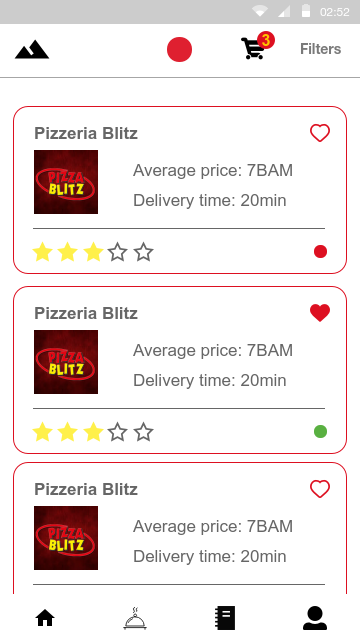 02:52
3
Filters
Pizzeria Blitz
PIZZA
BLITZ
Average price: 7BAM
Delivery time: 20min
Pizzeria Blitz
PIZZA
BLITZ
Average price: 7BAM
Delivery time: 20min
Pizzeria Blitz
PIZZA
BLITZ
Average price: 7BAM
Delivery time: 20min